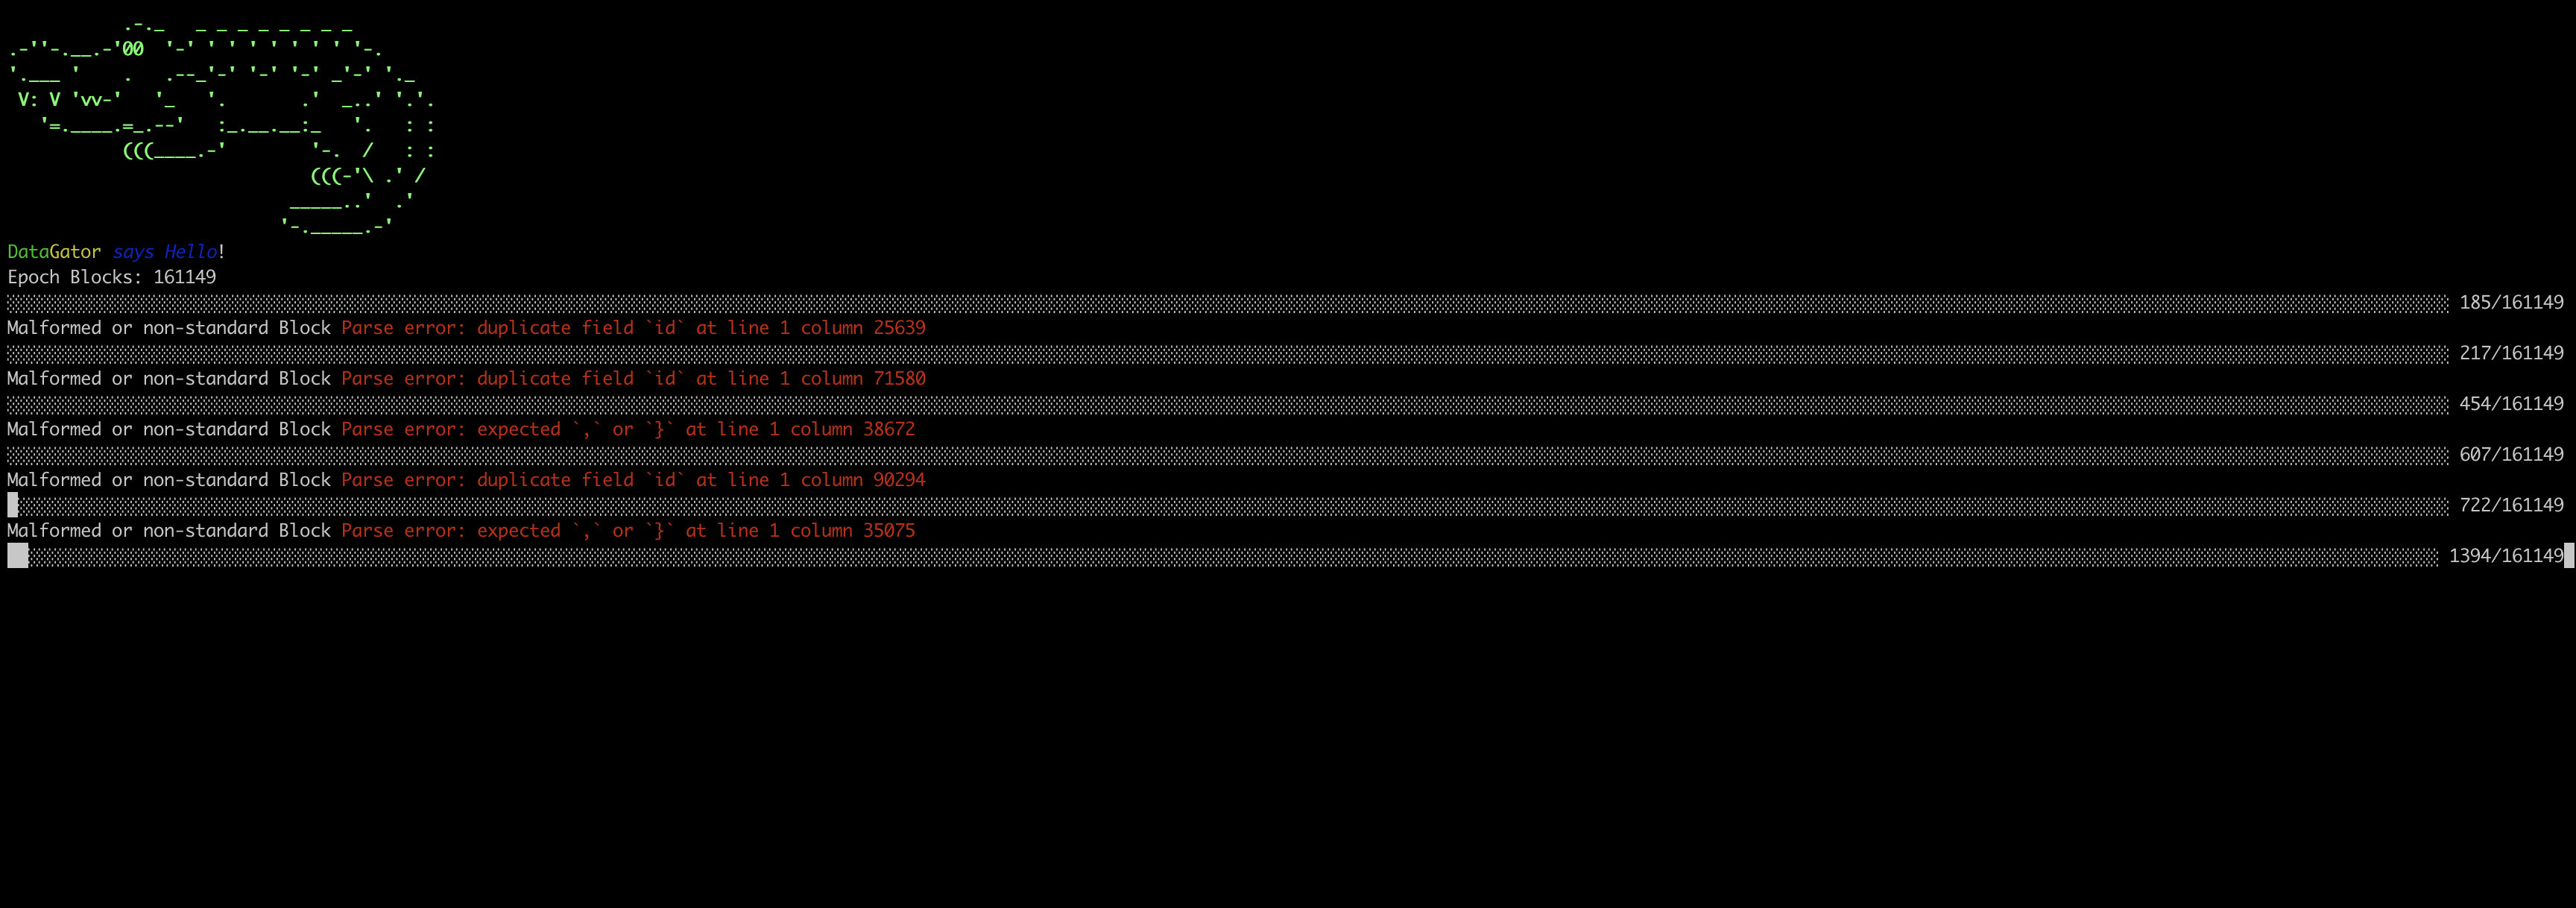 DataGator says Hello!
Epoch Blocks: 161149
185/161149
Malformed or non-standard Block Parse error: duplicate field `id` at line 1 column 25639
217/161149
Malformed or non-standard Block Parse error: duplicate field `id` at line 1 column 71580
454/161149
Malformed or non-standard Block Parse error: expected `,` or `}` at line 1 column 38672
607/161149
Malformed or non-standard Block Parse error: duplicate field `id` at line 1 column 90294
722/161149
Malformed or non-standard Block Parse error: expected `,` or `}` at line 1 column 35075
1394/161149